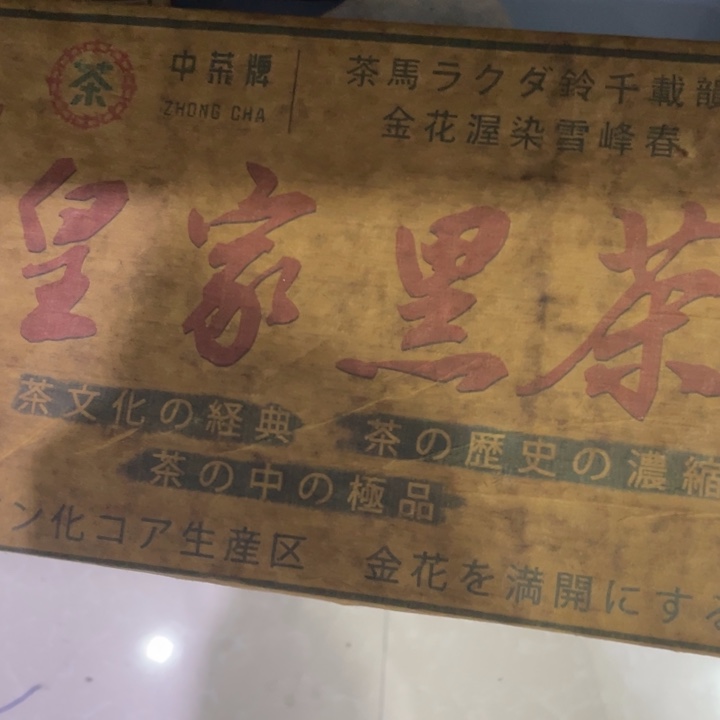 茶
中茶牌
ZHONG CHA
茶馬ラクダ鈴千載韻
金花渥染雪峰春
皇家黒茶
茶文化の経典 茶の歴史の濃縮
茶の中の極品
ン化コア生産区 金花を満開にする